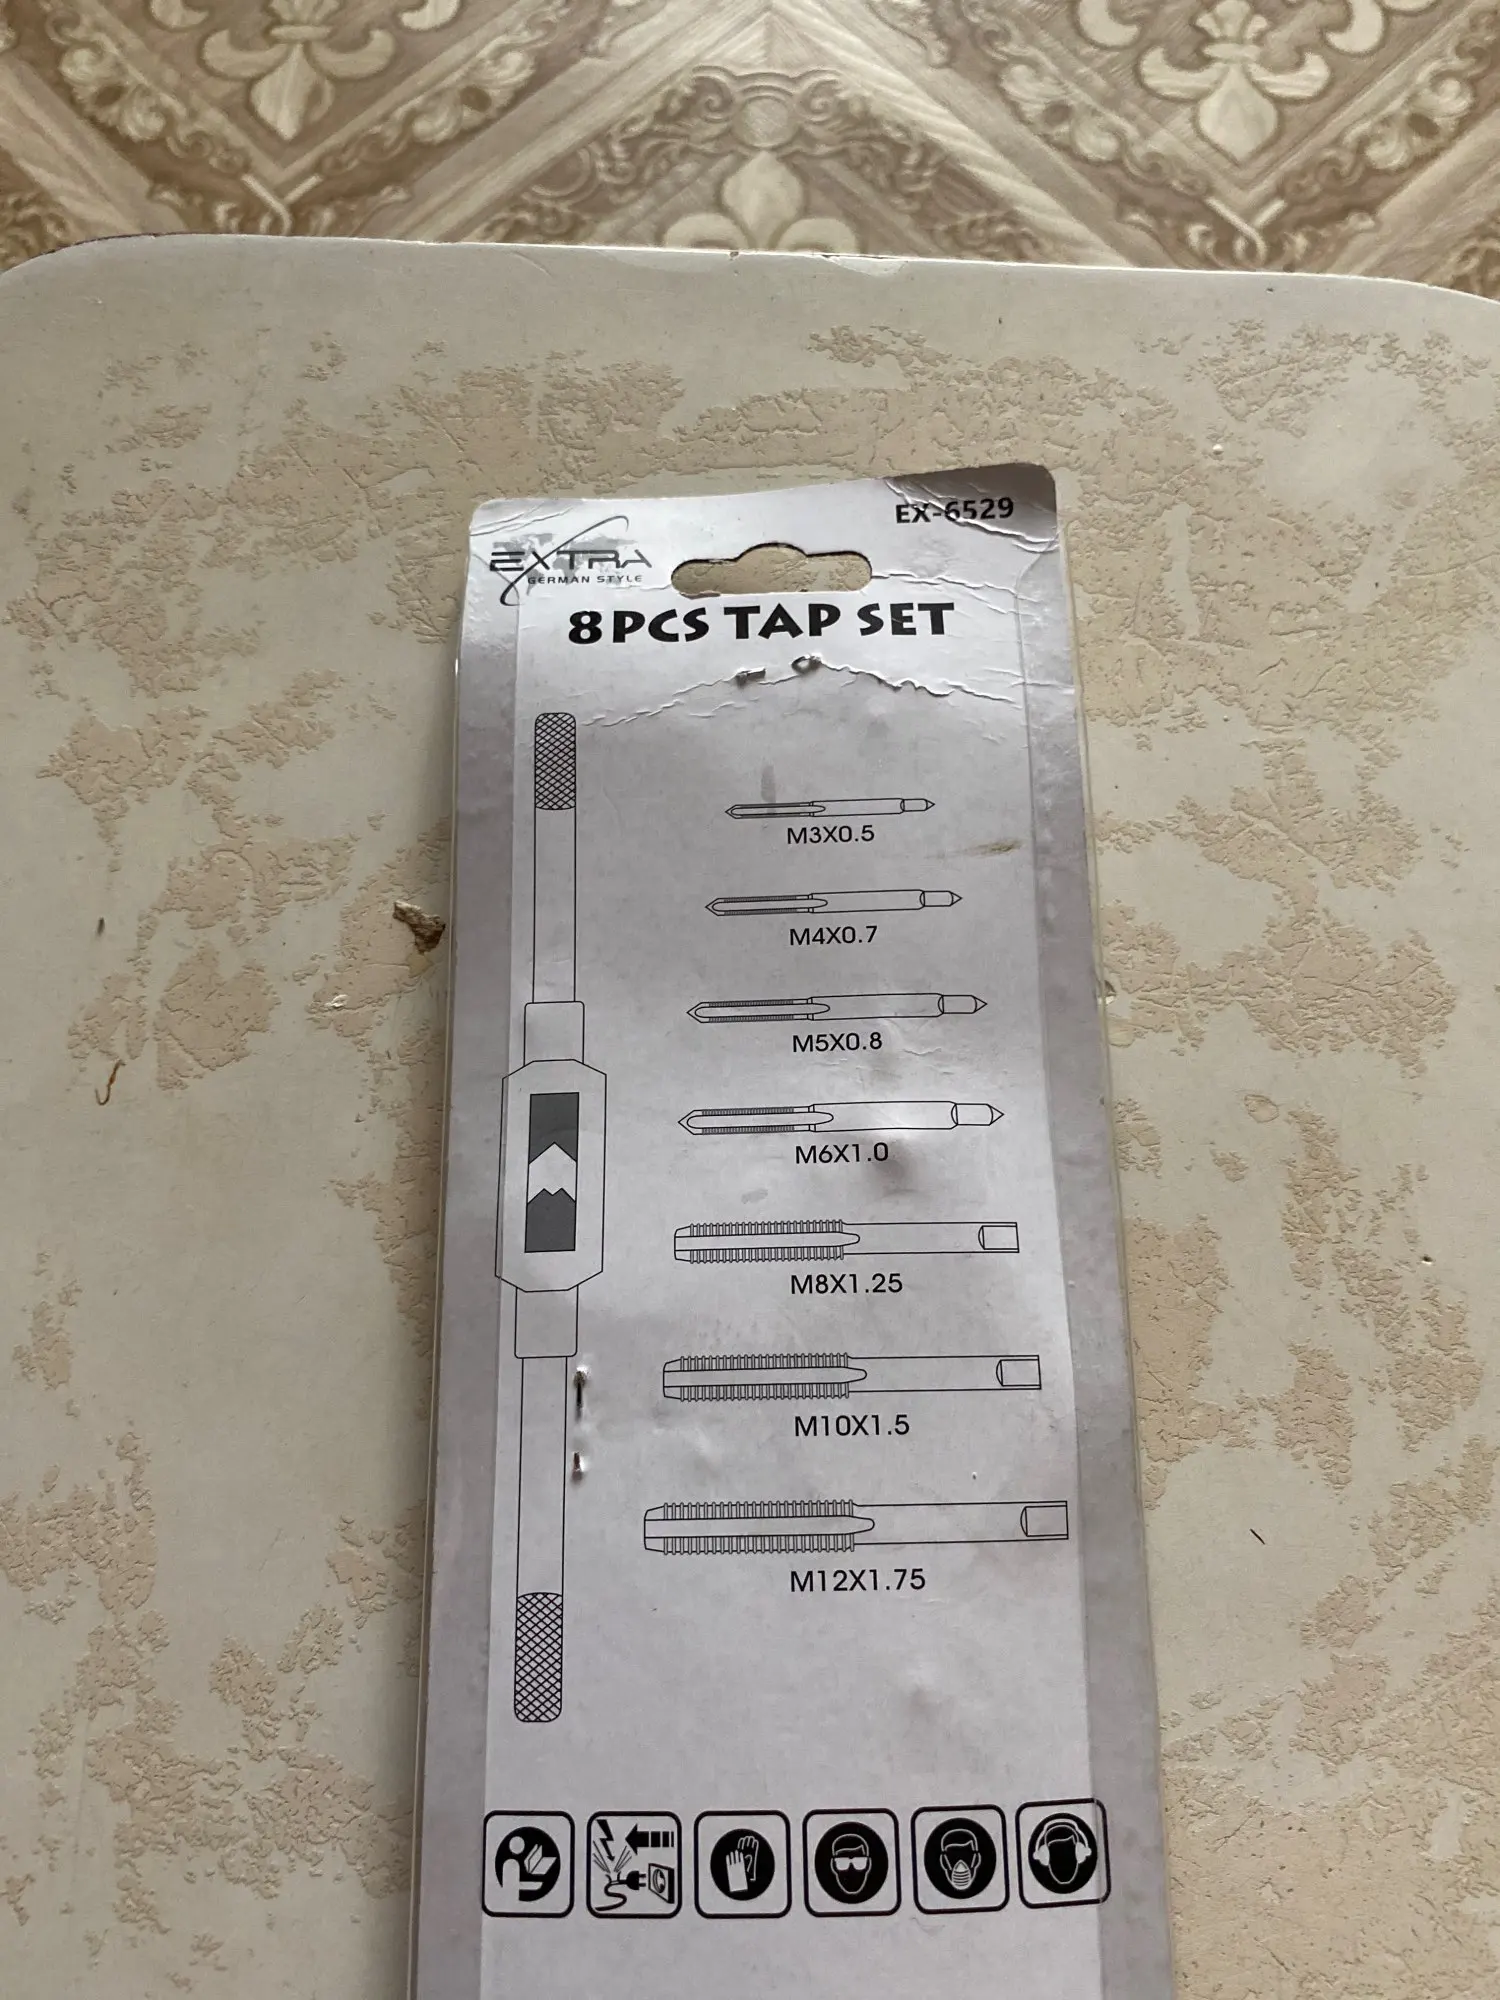 EX-6529
EXTRA
GERMAN STYLE
8PCS TAP SET
M3X0.5
M4X0.7
M5X0.8
M6X1.0
M8X1.25
M10X1.5
M12X1.75